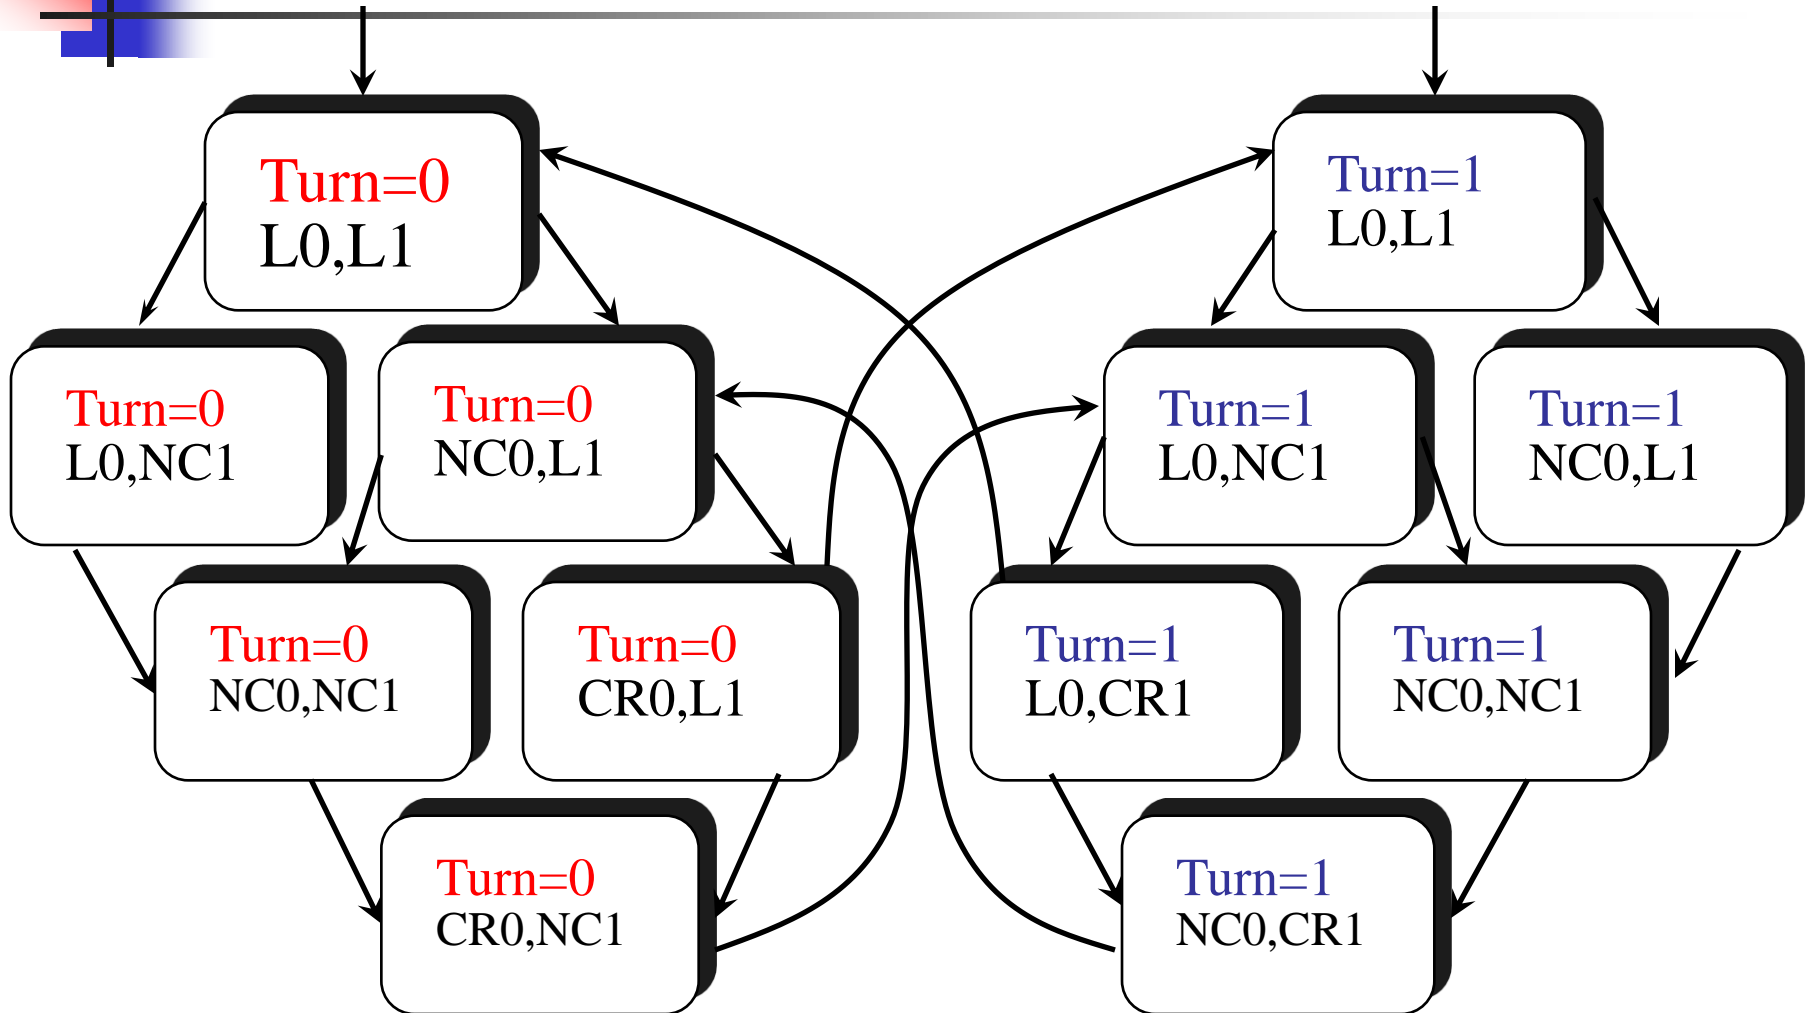 Turn=0
L0,L1
Turn=1
L0,L1
Turn=0
L0,NC1
Turn=0
NC0,L1
Turn=1
L0,NC1
Turn=1
NC0,L1
Turn=0
NC0,NC1
Turn=0
CR0,L1
Turn=1
L0,CR1
Turn=1
NC0,NC1
Turn=0
CR0,NC1
Turn=1
NC0,CR1